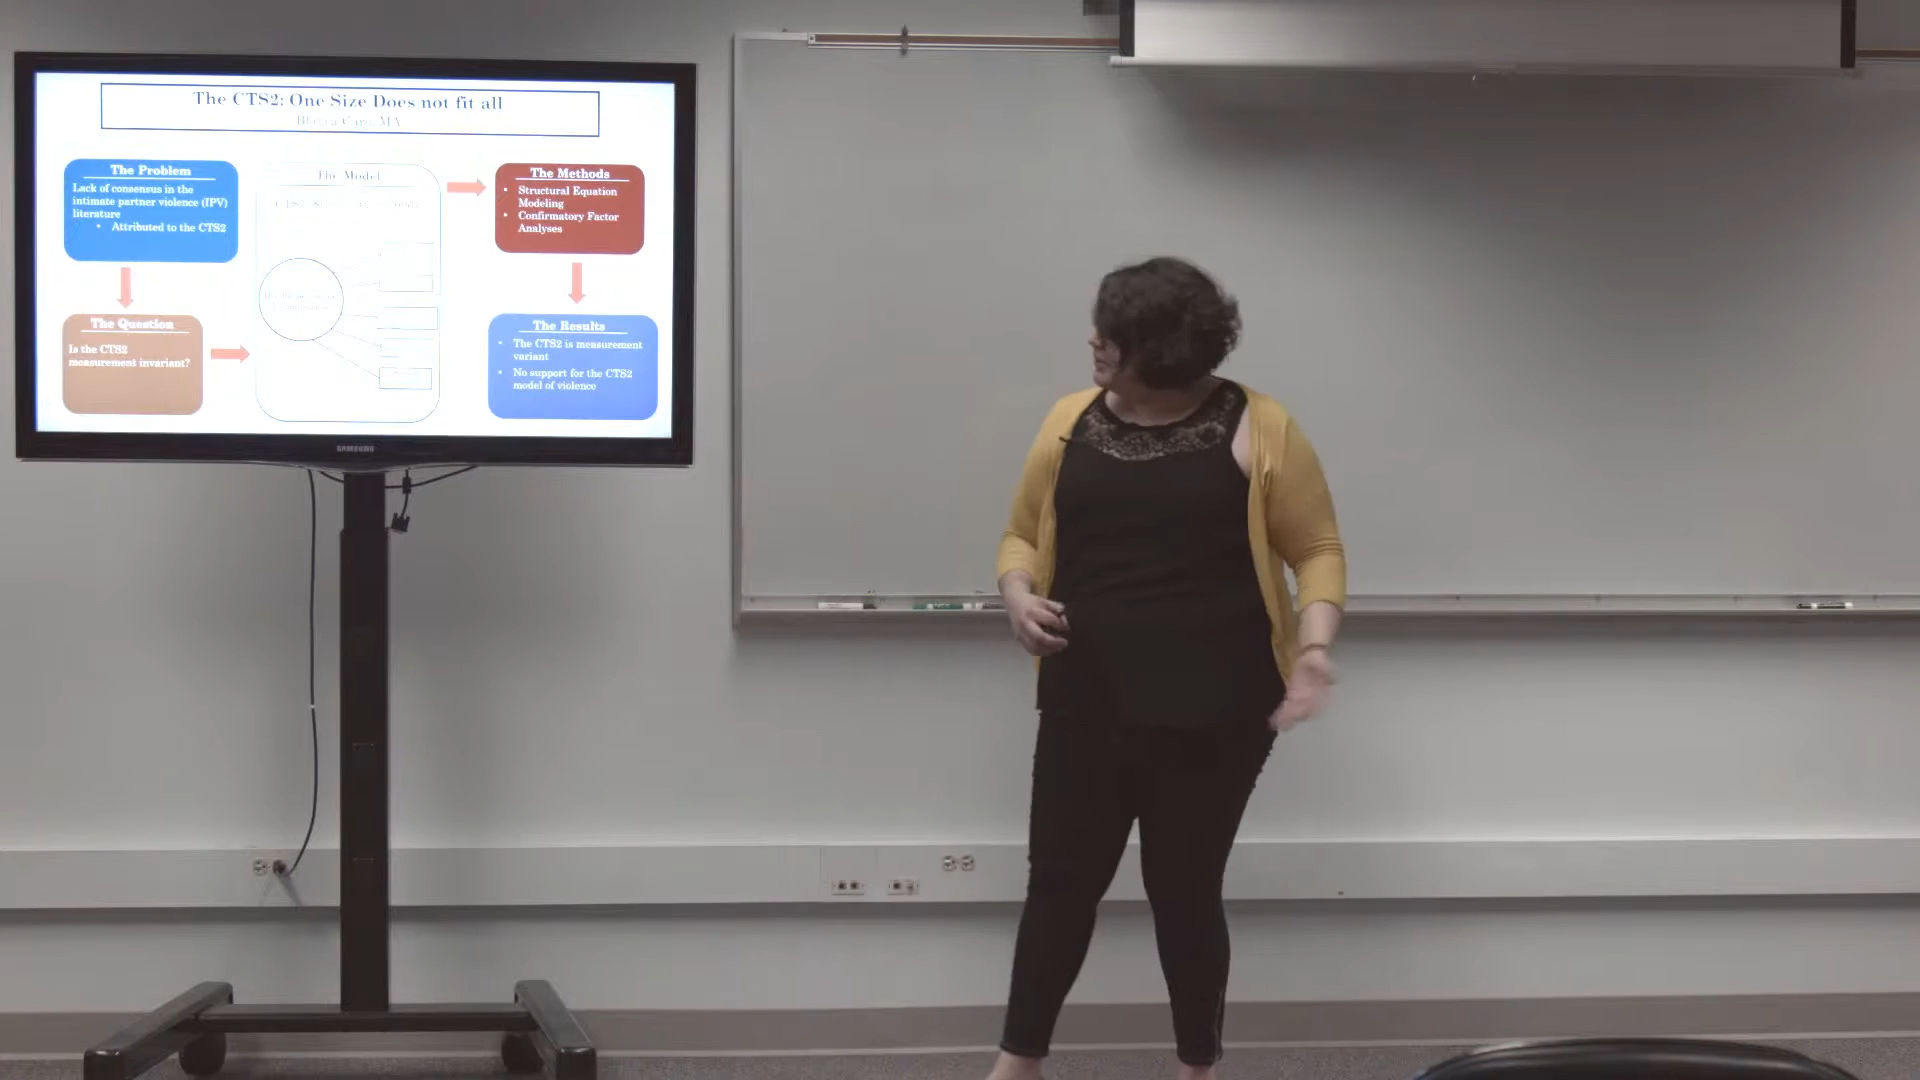 The CTS2: One Size Does not fit all
MA
The Problem
Lack of consensus in the
intimate partner violence (IPV)
literature
• Attributed to the CTS2
The Question
Is the CTS2
measurement invariant?
The Model
The Methods
• Structural Equation
Modeling
• Confirmatory Factor
Analyses
The Results
• The CTS2 is measurement
variant
• No support for the CTS2
model of violence
SAMSUNG